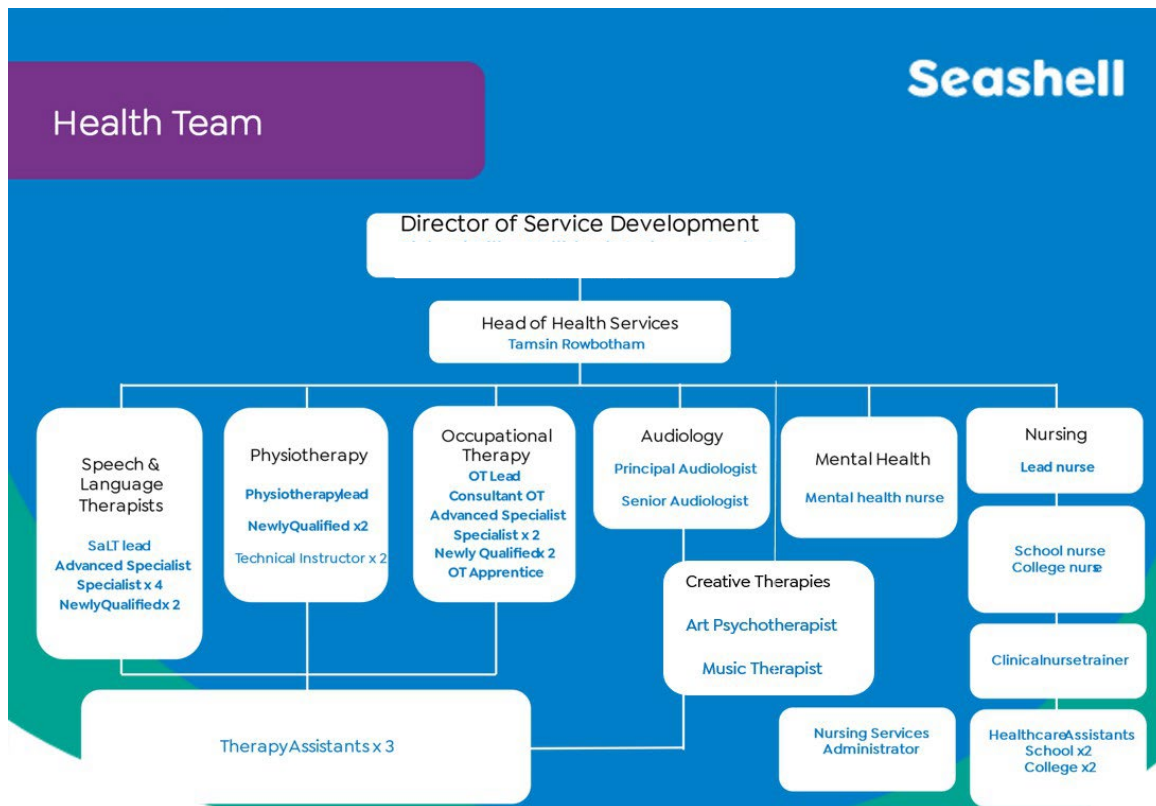 Seashell
Health Team
Director of Service Development
Head of Health Services
Tamsin Rowbotham
Speech &
Language
Therapists
SaLT lead
Advanced Specialist
Specialist x 4
NewlyQualified x 2
Physiotherapy
Physiotherapylead
NewlyQualified x2
Technical Instructor x 2
Occupational
Therapy
OT Lead
Consultant OT
Advanced Specialist
Specialist x 2
Newly Qualified x 2
OT Apprentice
Audiology
Principal Audiologist
Senior Audiologist
Mental Health
Mental health nurse
Nursing
Lead nurse
School nurse
College nurse
Creative Therapies
Art Psychotherapist
Music Therapist
Clinicalnursetrainer
TherapyAssistants x 3
Nursing Services
Administrator
HealthcareAssistants
School x2
College x2